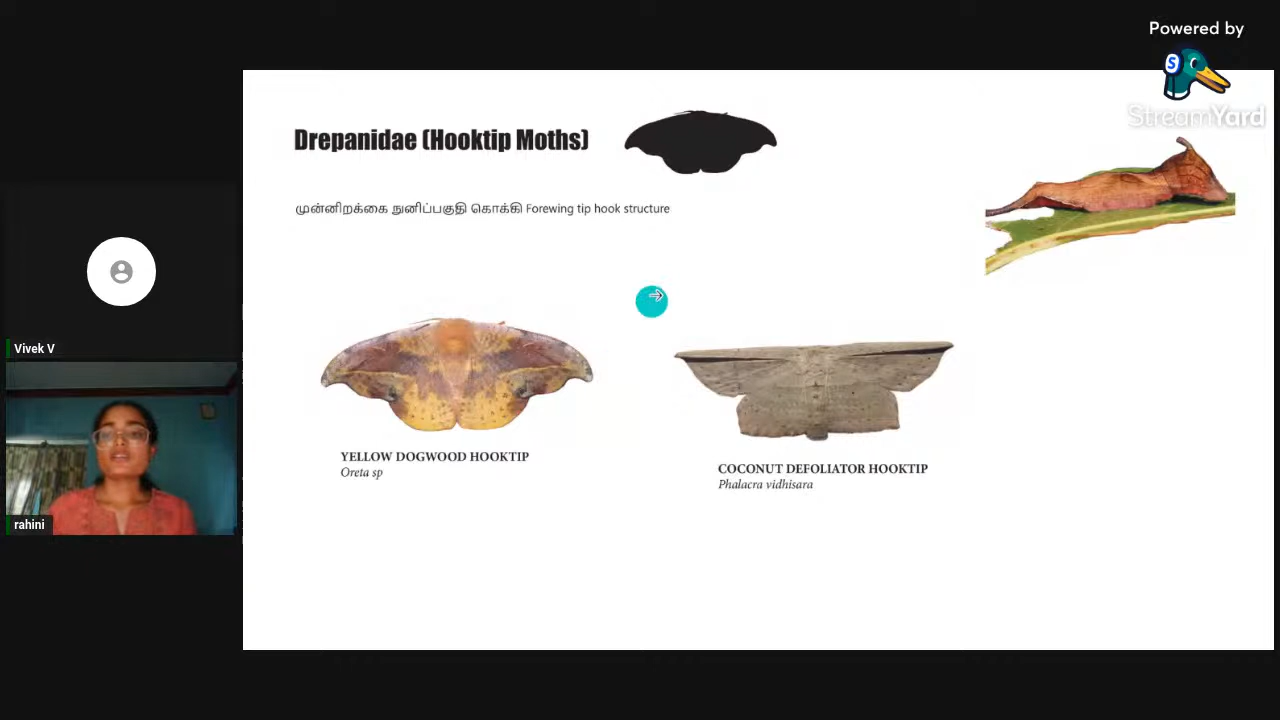 Powered by
S
StreamYard
Drepanidae (Hooktip Moths)
முன்னிறக்கை நுனிப்பகுதி கொக்கி Forewing tip hook structure
YELLOW DOGWOOD HOOKTIP
Oreta sp
COCONUT DEFOLIATOR HOOKTIP
Phalacra vidhisara
Vivek V
rahini